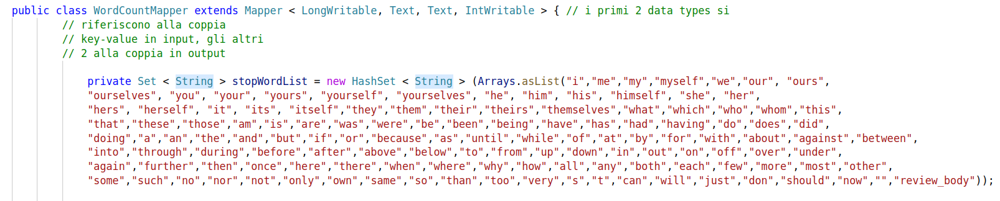 public class WordCountMapper extends Mapper < LongWritable, Text, Text, IntWritable > { // i primi 2 data types si
// riferiscono alla coppia
// key-value in input, gli altri
// 2 alla coppia in output
private Set < String > stopWordList = new HashSet < String > (Arrays.asList("i","me","my","myself","we","our", "ours",
"ourselves", "you", "your", "yours", "yourself", "yourselves", "he", "him", "his", "himself", "she", "her",
"hers", "herself", "it", "its", "itself","they","them","their","theirs","themselves","what","which","who","whom","this",
"that","these","those","am","is","are","was","were","be","been","being","have","has","had","having","do","does","did",
"doing","a","an","the","and","but","if","or","because","as","until","while","of","at","by","for","with","about","against","between",
"into","through","during","before","after","above","below","to","from","up","down","in","out","on","off","over","under",
"again","further","then","once","here","there","when","where","why","how","all","any","both","each","few","more","most","other",
"some","such","no","nor","not","only","own","same","so","than","too","very","s","t","can","will","just","don","should","now","","review_body"));